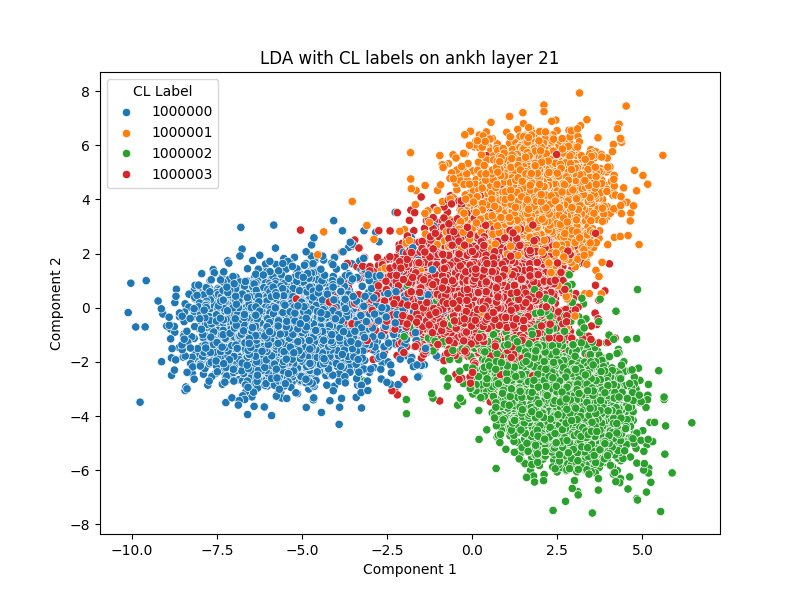 LDA with CL labels on ankh layer 21
CL Label
1000000
1000001
1000002
1000003
8
6
4
2
0
−2
−4
−6
−8
Component 2
−10.0 −7.5 −5.0 −2.5 0.0 2.5 5.0
Component 1